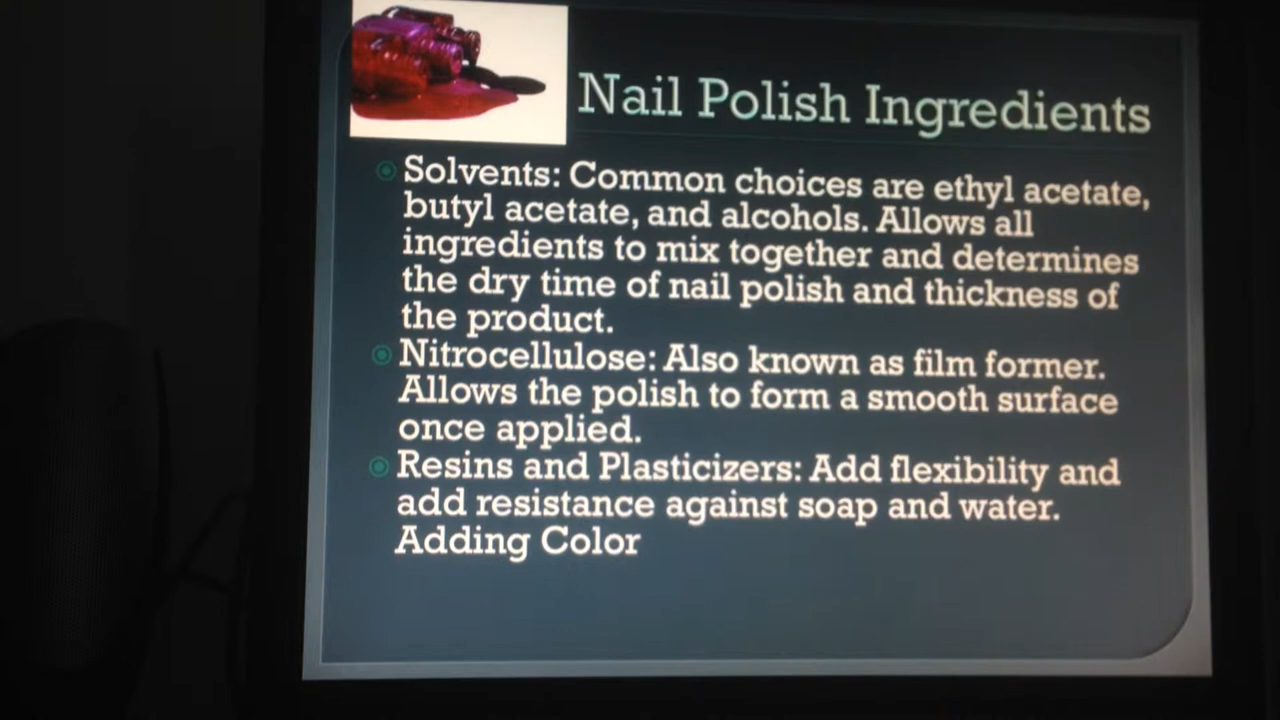 Nail Polish Ingredients
Solvents: Common choices are ethyl acetate,
butyl acetate, and alcohols. Allows all
ingredients to mix together and determines
the dry time of nail polish and thickness of
the product.
Nitrocellulose: Also known as film former.
Allows the polish to form a smooth surface
once applied.
Resins and Plasticizers: Add flexibility and
add resistance against soap and water.
Adding Color